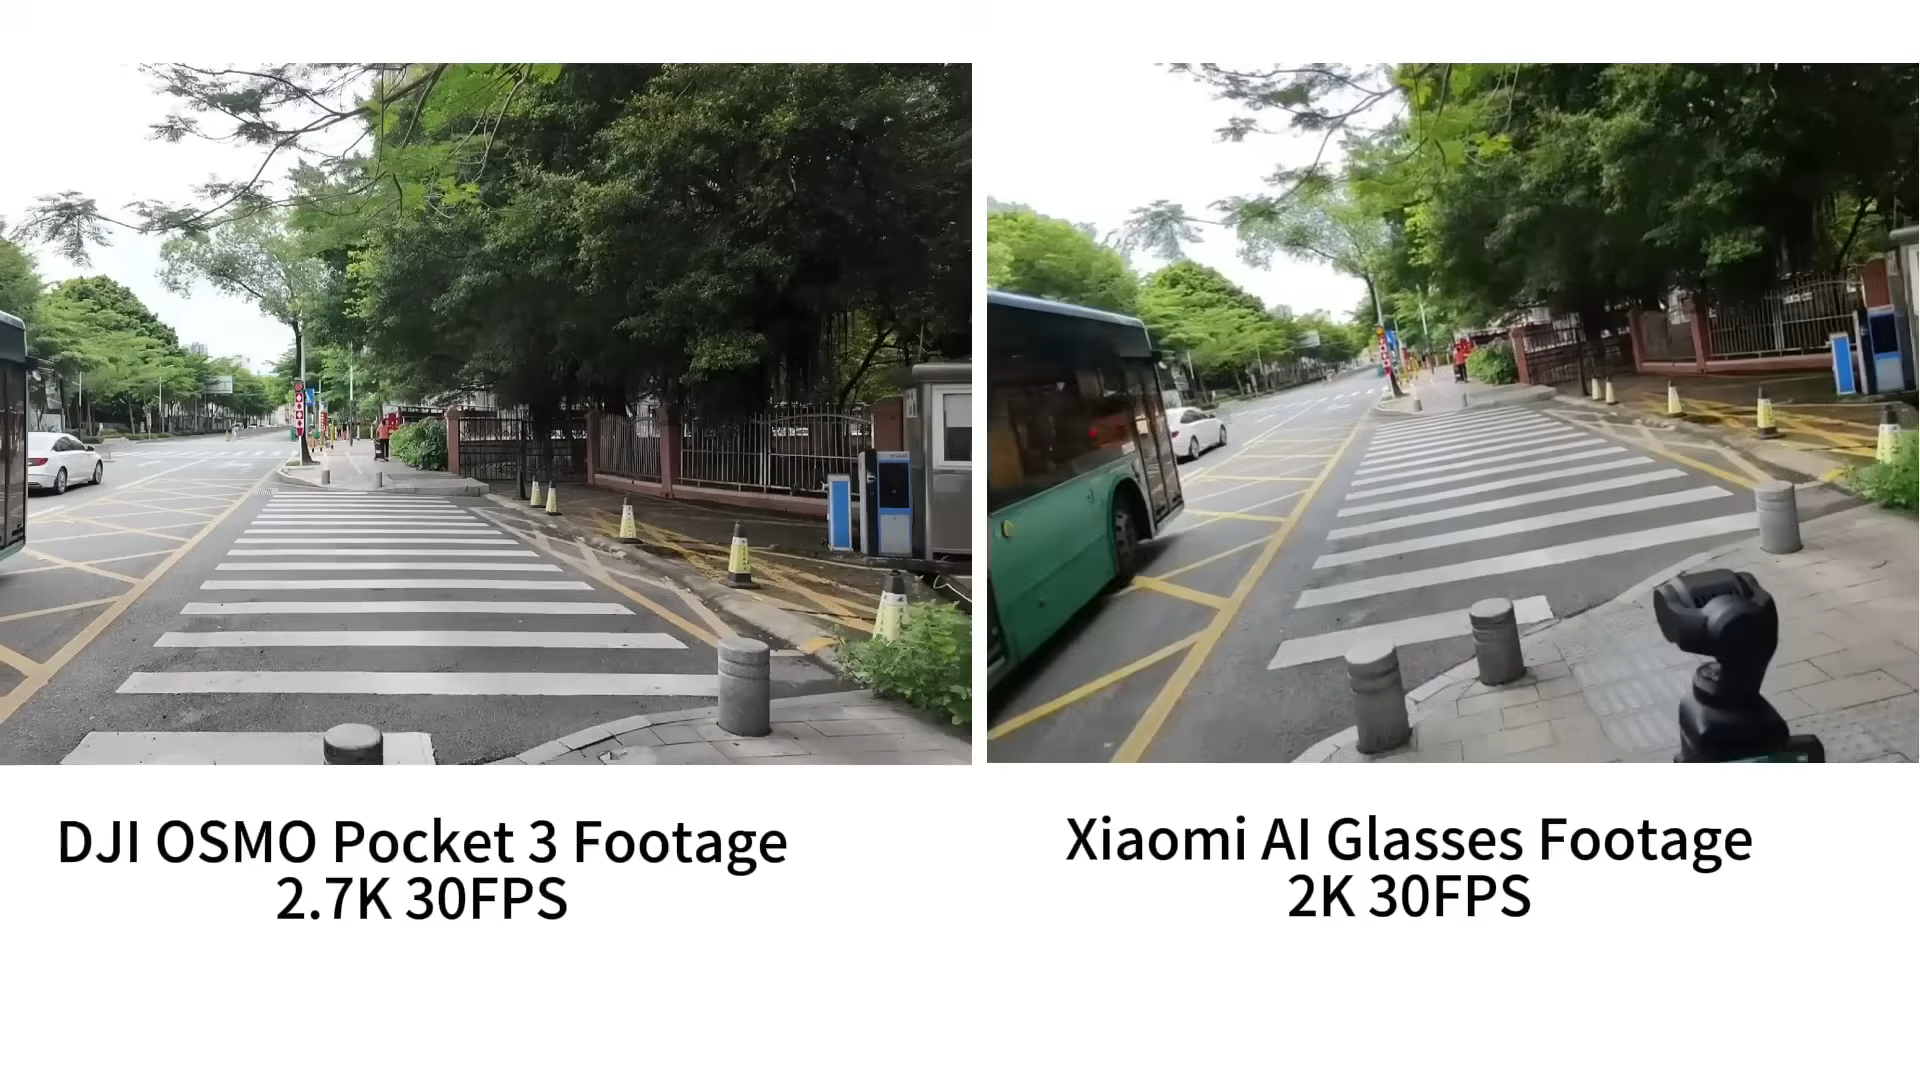 DJI OSMO Pocket 3 Footage
2.7K 30FPS
Xiaomi AI Glasses Footage
2K 30FPS